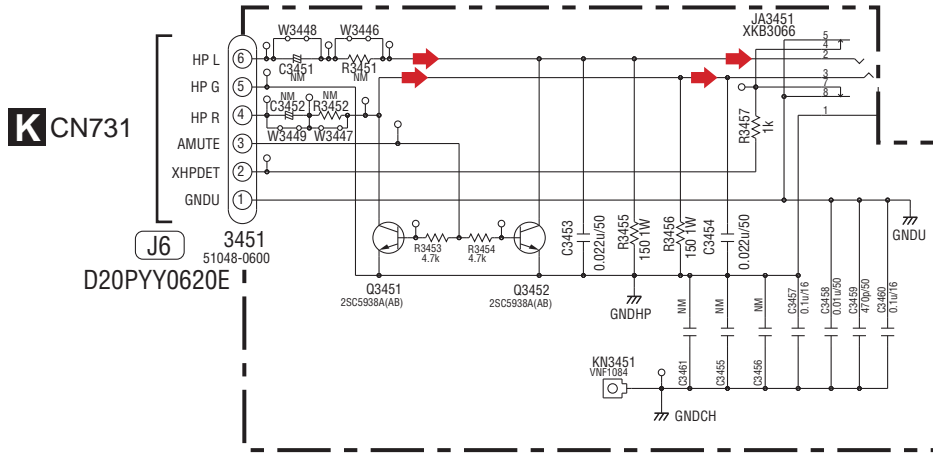 JA3451
XKB3066
W3448
W3446
5
4
2
HP L
6
C3451
NM
R3451
NM
HP G
5
3
7
8
NM
C3452
NM
R3452
HP R
4
1
K CN731
W3449
W3447
R3457
1k
AMUTE
3
XHPDET
2
GNDU
1
J6
3451
51048-0600
D20PYY0620E
R3453
4.7k
R3454
4.7k
C3453
0.022u/50
R3455
150 1W
R3456
150 1W
C3454
0.022u/50
GNDU
Q3451
2SC5938A(AB)
Q3452
2SC5938A(AB)
GNDHP
NM
NM
NM
C3457
0.1u/16
C3458
0.01u/50
C3459
470p/50
C3460
0.1u/16
C3461
C3455
C3456
KN3451
VNF1084
GNDCH